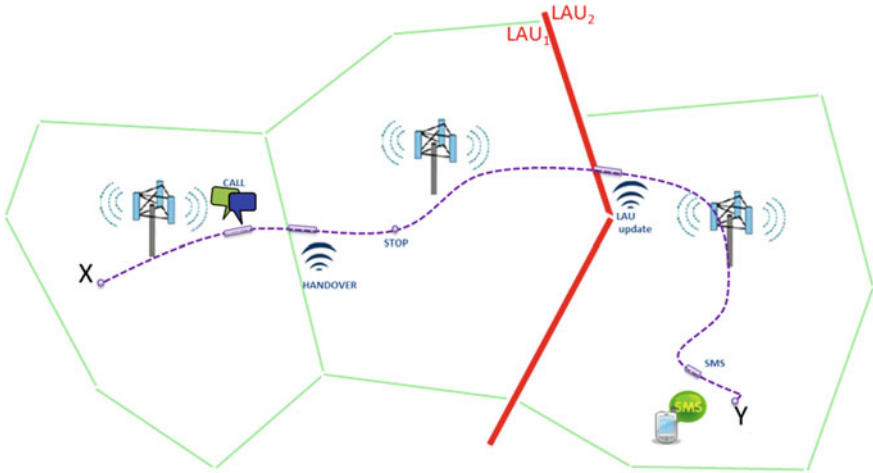 LAU2
LAU1
CALL
X
HANDOVER
STOP
LAU
update
SMS
SMS
Y